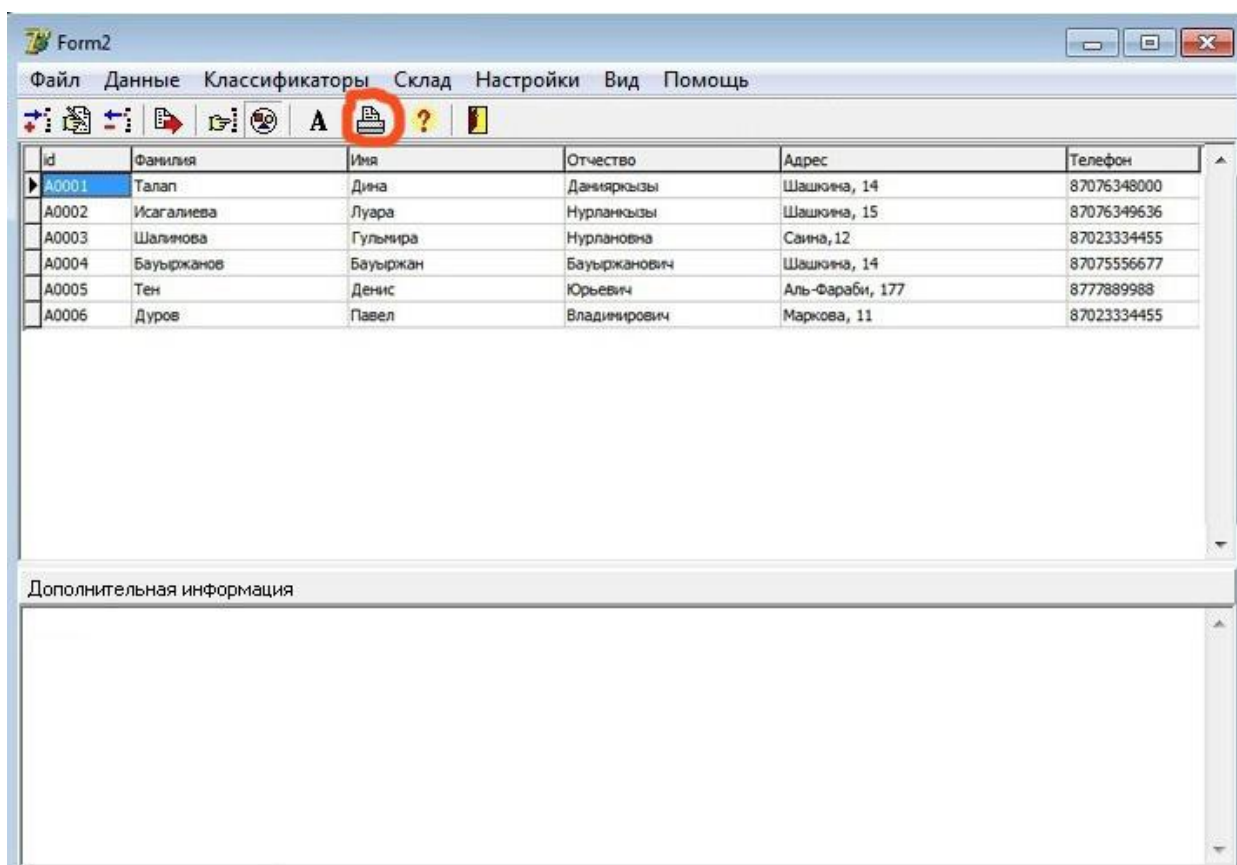 Form2
Файл Данные Классификаторы Склад Настройки Вид Помощь
A ?
id Фамилия Имя Отчество Адрес Телефон
A0001 Талап Дина Данияркызы Шашкина, 14 87076348000
A0002 Исагалиева Луара Нурланкызы Шашкина, 15 87076349636
A0003 Шалимова Гульмира Нурлановна Саина,12 87023334455
A0004 Бауыржанов Бауыржан Бауыржанович Шашкина, 14 87075556677
A0005 Тен Денис Юрьевич Аль-Фараби, 177 8777889988
A0006 Дуров Павел Владимирович Маркова, 11 87023334455
Дополнительная информация